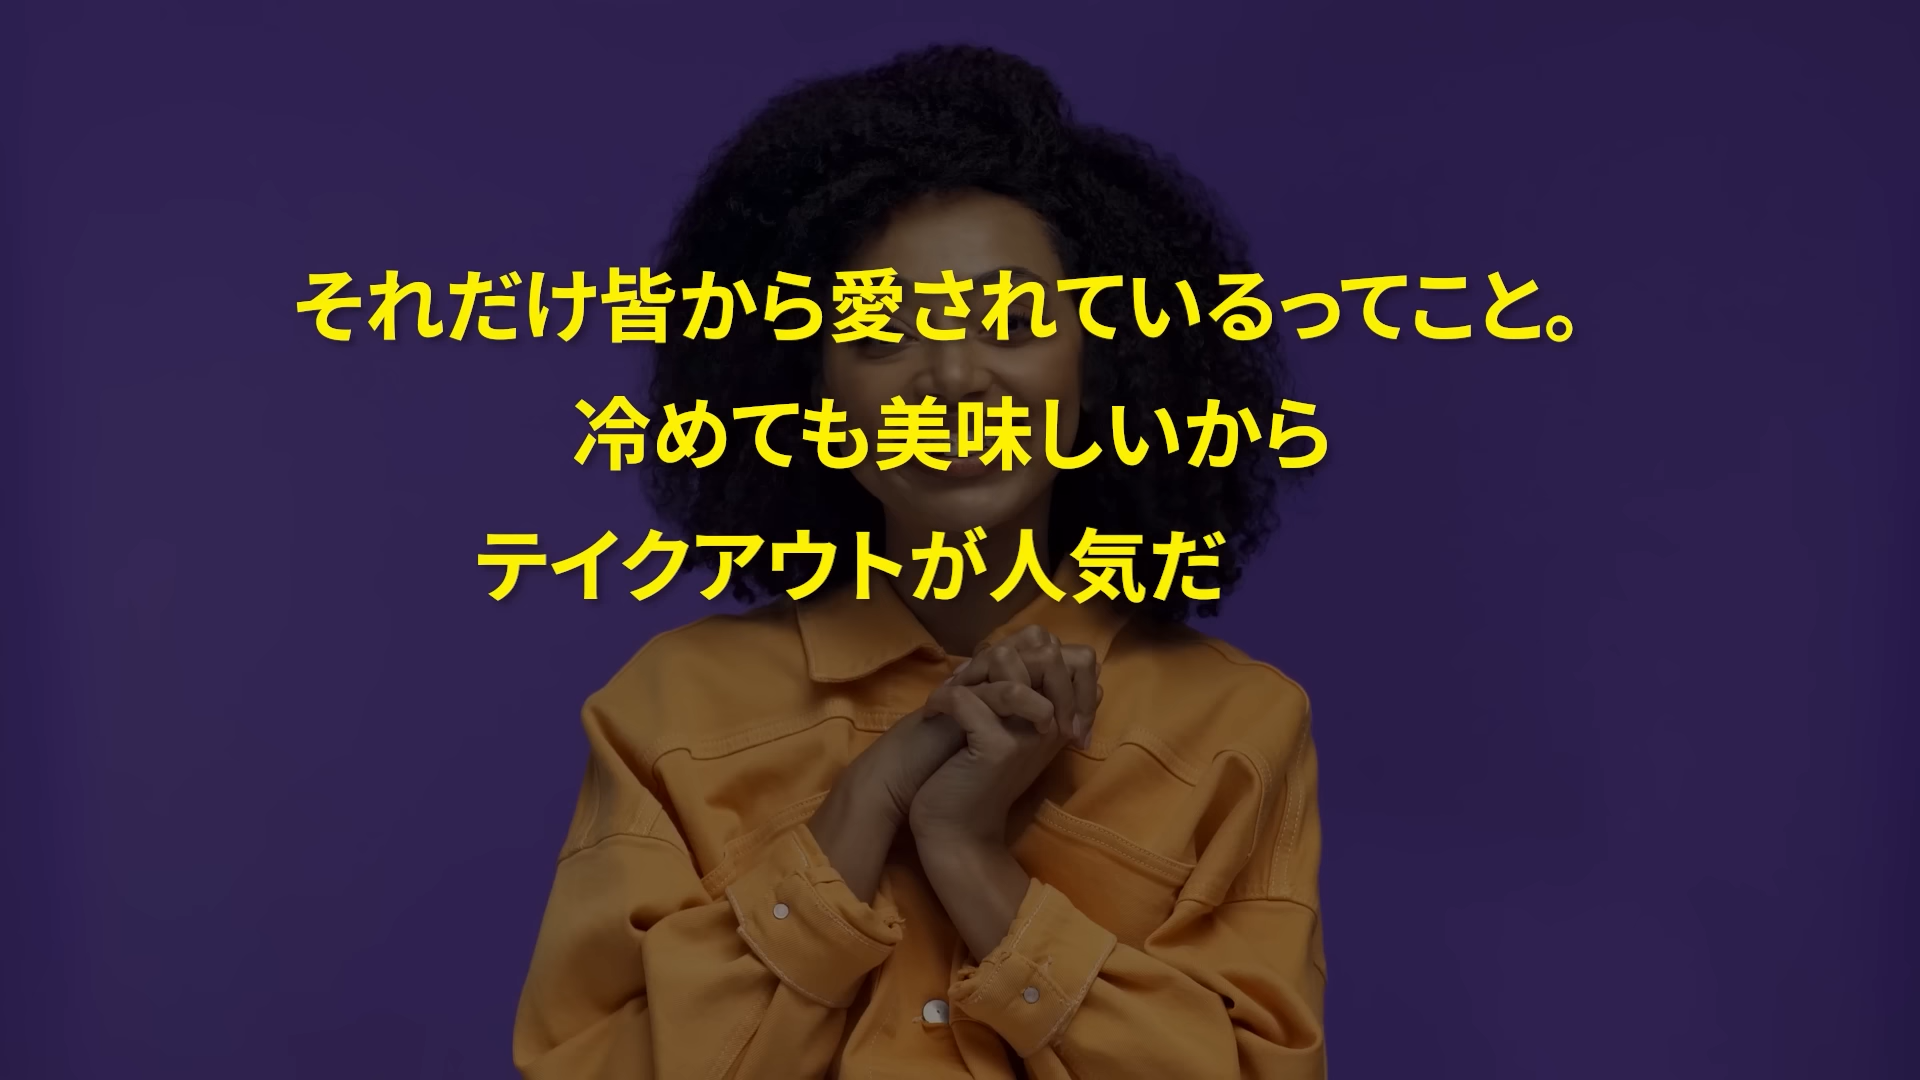 それだけ皆から愛されているってこと。
冷めても美味しいから
テイクアウトが人気だ